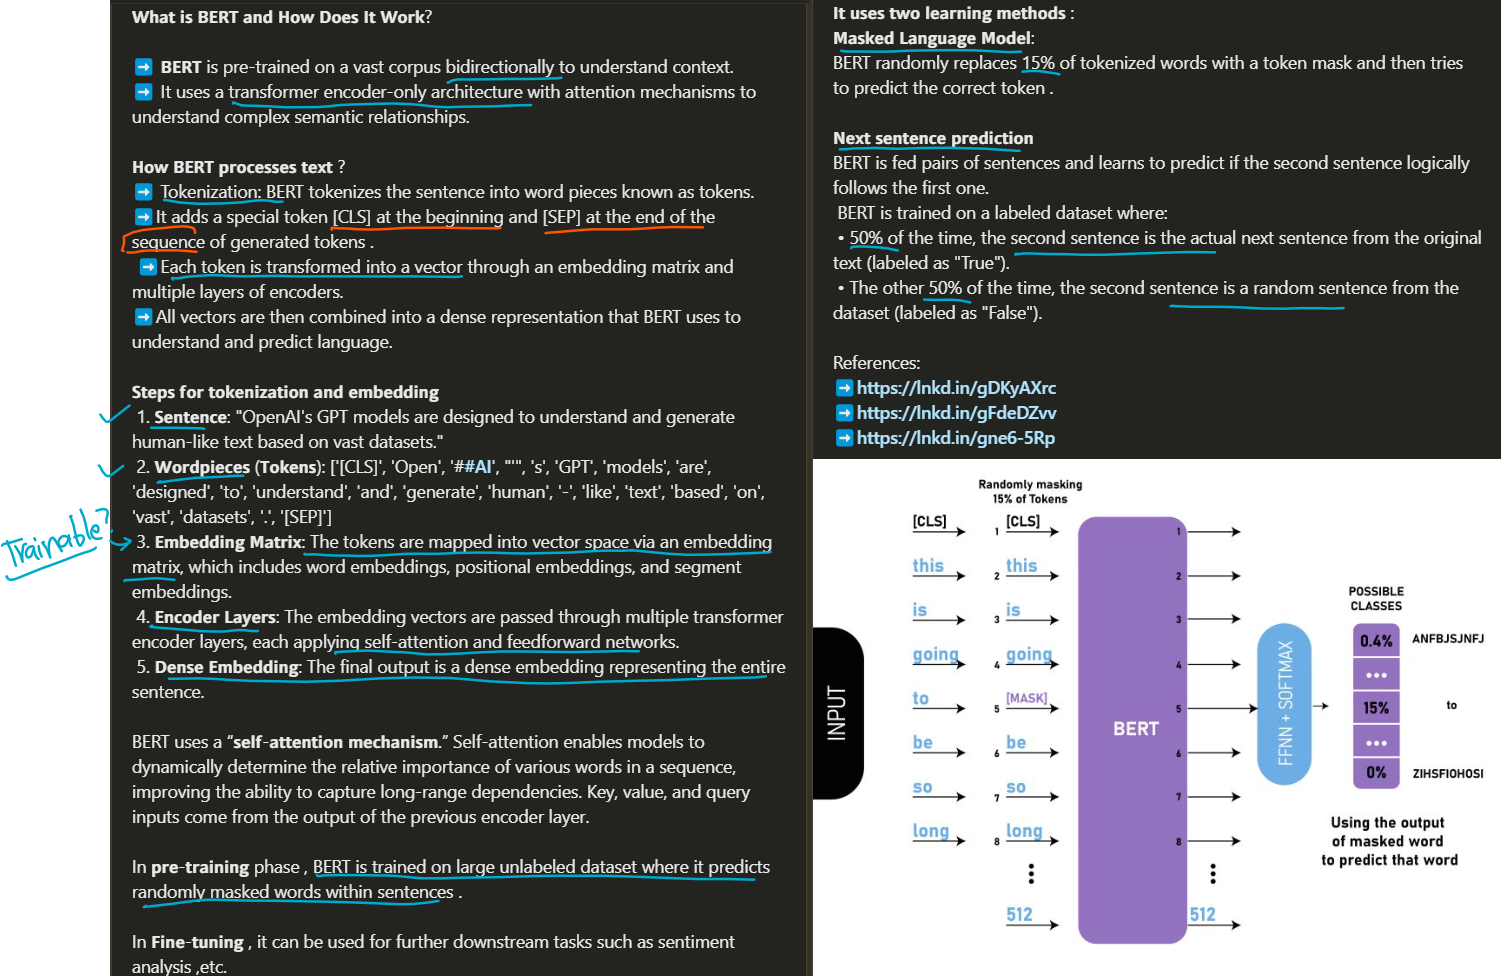 What is BERT and How Does It Work?
➡ BERT is pre-trained on a vast corpus bidirectionally to understand context.
➡ It uses a transformer encoder-only architecture with attention mechanisms to
understand complex semantic relationships.
How BERT processes text ?
➡ Tokenization: BERT tokenizes the sentence into word pieces known as tokens.
➡ It adds a special token [CLS] at the beginning and [SEP] at the end of the
sequence of generated tokens .
➡ Each token is transformed into a vector through an embedding matrix and
multiple layers of encoders.
➡ All vectors are then combined into a dense representation that BERT uses to
understand and predict language.
Steps for tokenization and embedding
1. Sentence: "OpenAI's GPT models are designed to understand and generate
human-like text based on vast datasets."
2. Wordpieces (Tokens): ['[CLS]', 'Open', '##AI', "'", 's', 'GPT', 'models', 'are',
'designed', 'to', 'understand', 'and', 'generate', 'human', '-', 'like', 'text', 'based', 'on',
'vast', 'datasets', '.', '[SEP]']
Trainable?
3. Embedding Matrix: The tokens are mapped into vector space via an embedding
matrix, which includes word embeddings, positional embeddings, and segment
embeddings.
4. Encoder Layers: The embedding vectors are passed through multiple transformer
encoder layers, each applying self-attention and feedforward networks.
5. Dense Embedding: The final output is a dense embedding representing the entire
sentence.
BERT uses a “self-attention mechanism.” Self-attention enables models to
dynamically determine the relative importance of various words in a sequence,
improving the ability to capture long-range dependencies. Key, value, and query
inputs come from the output of the previous encoder layer.
In pre-training phase , BERT is trained on large unlabeled dataset where it predicts
randomly masked words within sentences .
In Fine-tuning , it can be used for further downstream tasks such as sentiment
analysis ,etc.
It uses two learning methods :
Masked Language Model:
BERT randomly replaces 15% of tokenized words with a token mask and then tries
to predict the correct token .
Next sentence prediction
BERT is fed pairs of sentences and learns to predict if the second sentence logically
follows the first one.
BERT is trained on a labeled dataset where:
• 50% of the time, the second sentence is the actual next sentence from the original
text (labeled as "True").
• The other 50% of the time, the second sentence is a random sentence from the
dataset (labeled as "False").
References:
➡ https://lnkd.in/gDKyAXrc
➡ https://lnkd.in/gFdeDZvv
➡ https://lnkd.in/gne6-5Rp
Randomly masking
15% of Tokens
INPUT
[CLS] 1 [CLS] 1
this 2 this 2
is 3 is 3
going 4 going 4
to 5 [MASK] 5
be 6 be 6
so 7 so 7
long 8 long 8
512 512
BERT
FFNN + SOFTMAX
POSSIBLE
CLASSES
0.4% ANFBJSJNFJ
...
15% to
...
0% ZIHSFIOHOSI
Using the output
of masked word
to predict that word